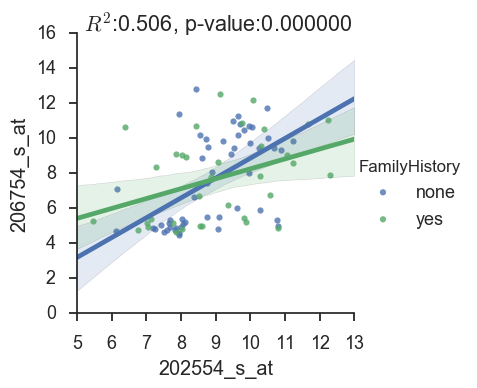 R²:0.506, p-value:0.000000
16
14
12
10
8
6
4
2
0
206754_s_at
5 6 7 8 9 10 11 12 13
202554_s_at
FamilyHistory
none
yes